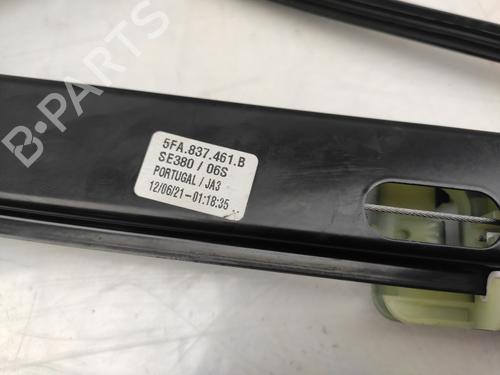 B-PARTS
5FA.837.461.B
SE380 / 06S
PORTUGAL / JA3
12/06/21-01:18:35